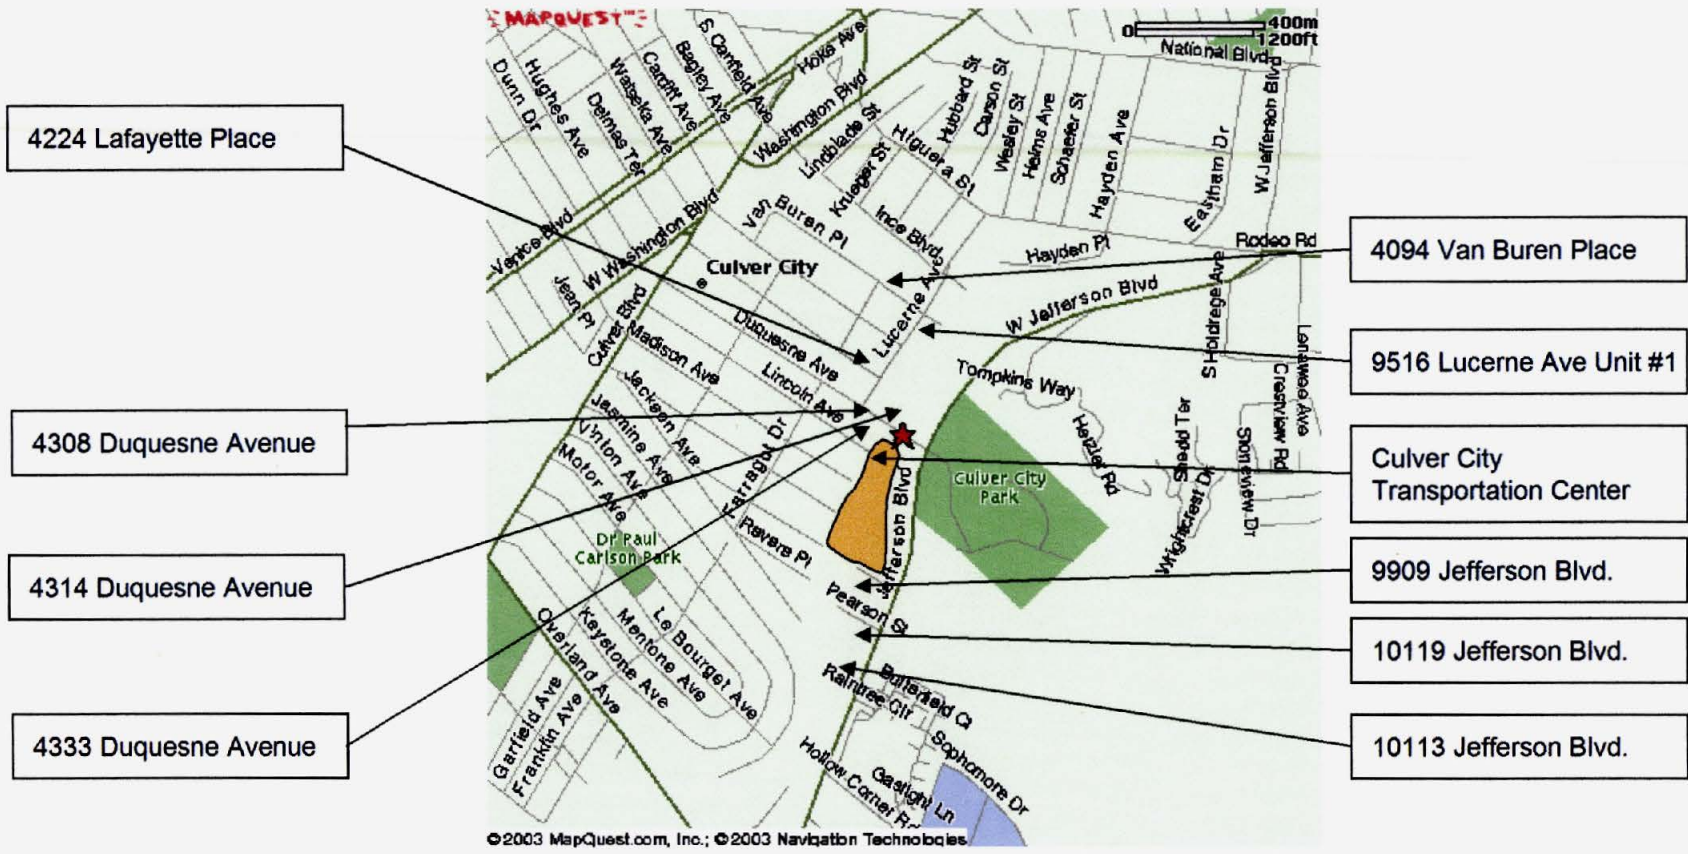 MAPQUEST
400m
0
1200ft
National Blvd
W Jefferson Blvd
Hoke Ave
S Canfield Ave
Bagley Ave
Cardiff Ave
Watseka Ave
Delmas Ter
Hughes Ave
Dunn Dr
Washington Blvd
Lindblade St
Krueger St
Higuera St
Hubbard St
Carson St
Wesley St
Helms Ave
Schaefer St
Hayden Ave
Eastham Dr
4224 Lafayette Place
Van Buren Pl
Ince Blvd
Hayden Pl
Rodeo Rd
4094 Van Buren Place
Venice Blvd
W Washington Blvd
Culver City
Lucerne Ave
W Jefferson Blvd
S Holdrege Ave
Jean Pl
Culver Blvd
Duquesne Ave
Madison Ave
Lincoln Ave
Tompkins Way
Lenawee Ave
Crestview Rd
9516 Lucerne Ave Unit #1
Jackson Ave
Jasmine Ave
Vinton Ave
Motor Ave
Farragut Dr
Hetzler Rd
Shedd Ter
Stoneview Dr
Wrightcrest Dr
4308 Duquesne Avenue
Culver City
Transportation Center
Culver City
Park
Jefferson Blvd
Revere Pl
Dr Paul
Carlson Park
4314 Duquesne Avenue
9909 Jefferson Blvd.
Pearson St
Le Bourget Ave
Mentone Ave
Keystone Ave
Overland Ave
10119 Jefferson Blvd.
Raintree Cir
Butterfield Ct
Garfield Ave
Franklin Ave
4333 Duquesne Avenue
10113 Jefferson Blvd.
Sophomore Dr
Hollow Corner Rd
Gaslight Ln
©2003 MapQuest.com, Inc.; ©2003 Navigation Technologies